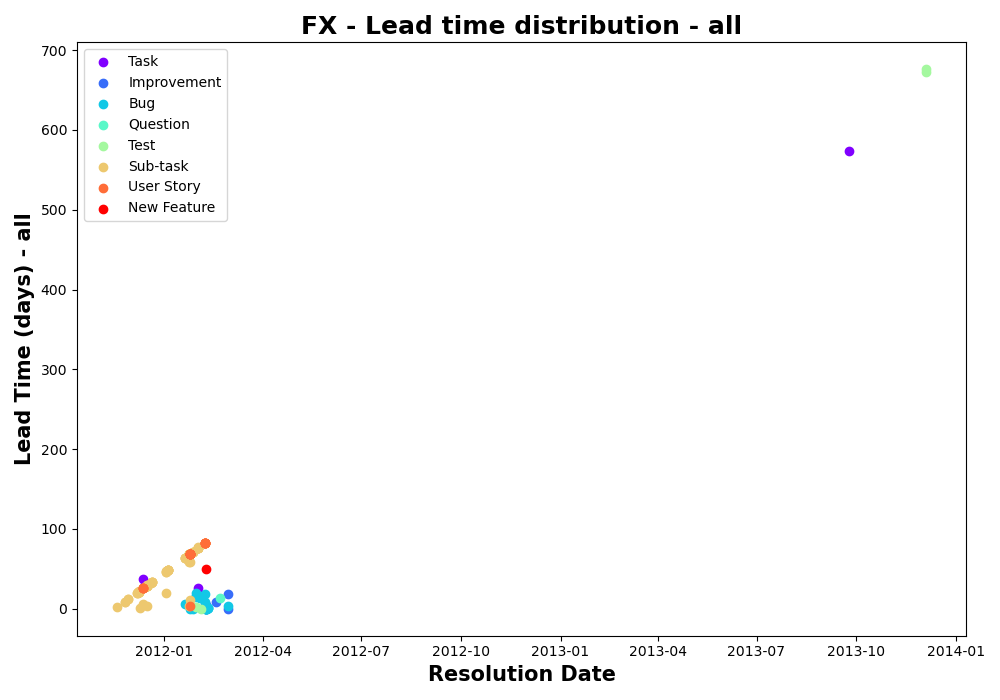 FX - Lead time distribution - all
Lead Time (days) - all
700
600
500
400
300
200
100
0
Task
Improvement
Bug
Question
Test
Sub-task
User Story
New Feature
2012-01
2012-04
2012-07
2012-10
2013-01
2013-04
2013-07
2013-10
2014-01
Resolution Date